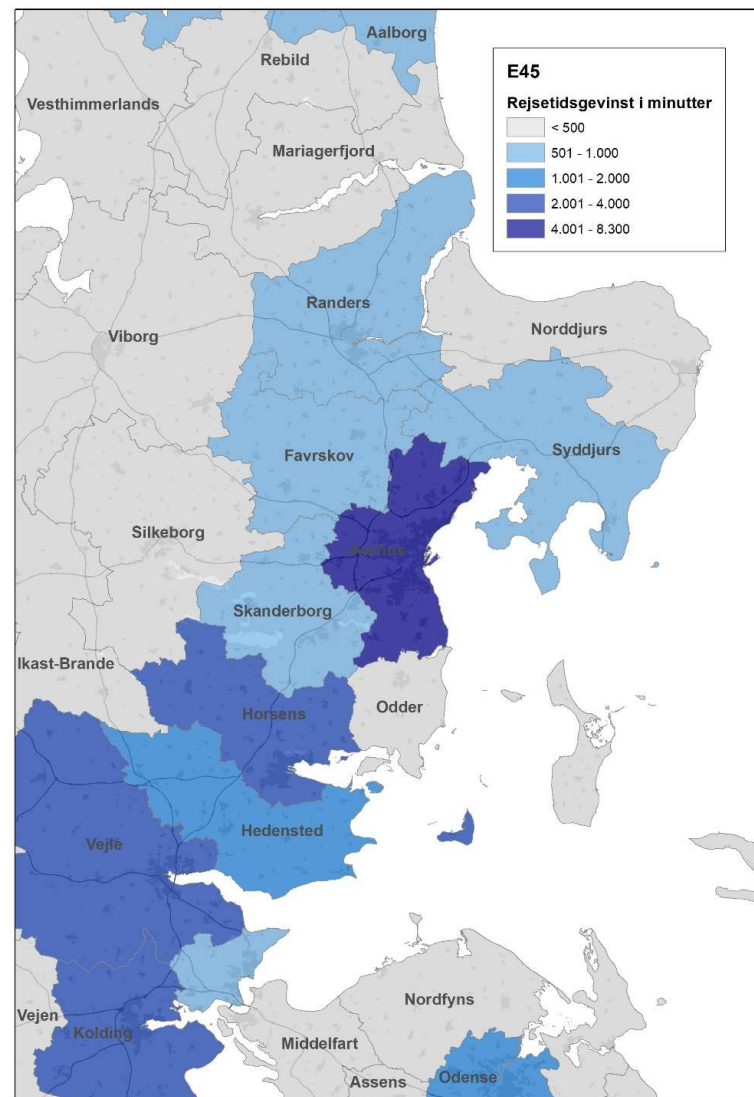 Aalborg
Rebild
Vesthimmerlands
Mariagerfjord
E45
Rejsetidsgevinst i minutter
< 500
501 - 1.000
1.001 - 2.000
2.001 - 4.000
4.001 - 8.300
Randers
Norddjurs
Viborg
Favrskov
Syddjurs
Silkeborg
Aarhus
Skanderborg
Ikast-Brande
Odder
Horsens
Hedensted
Vejle
Nordfyns
Vejen
Kolding
Middelfart
Assens
Odense